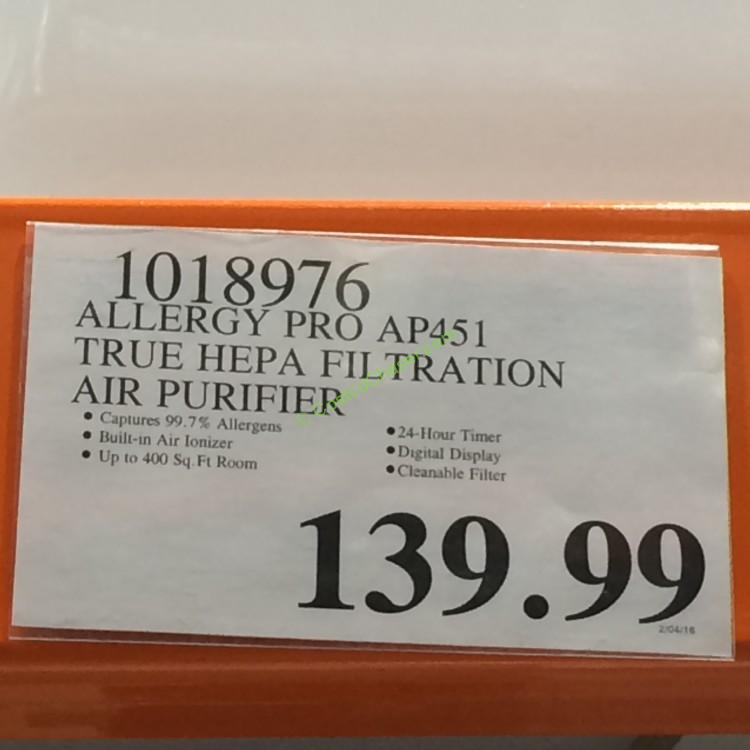 1018976
ALLERGY PRO AP451
TRUE HEPA FILTRATION
AIR PURIFIER
• Captures 99.7% Allergens
• Built-in Air Ionizer
• Up to 400 Sq.Ft Room
• 24-Hour Timer
• Digital Display
• Cleanable Filter
139.99
2/04/16